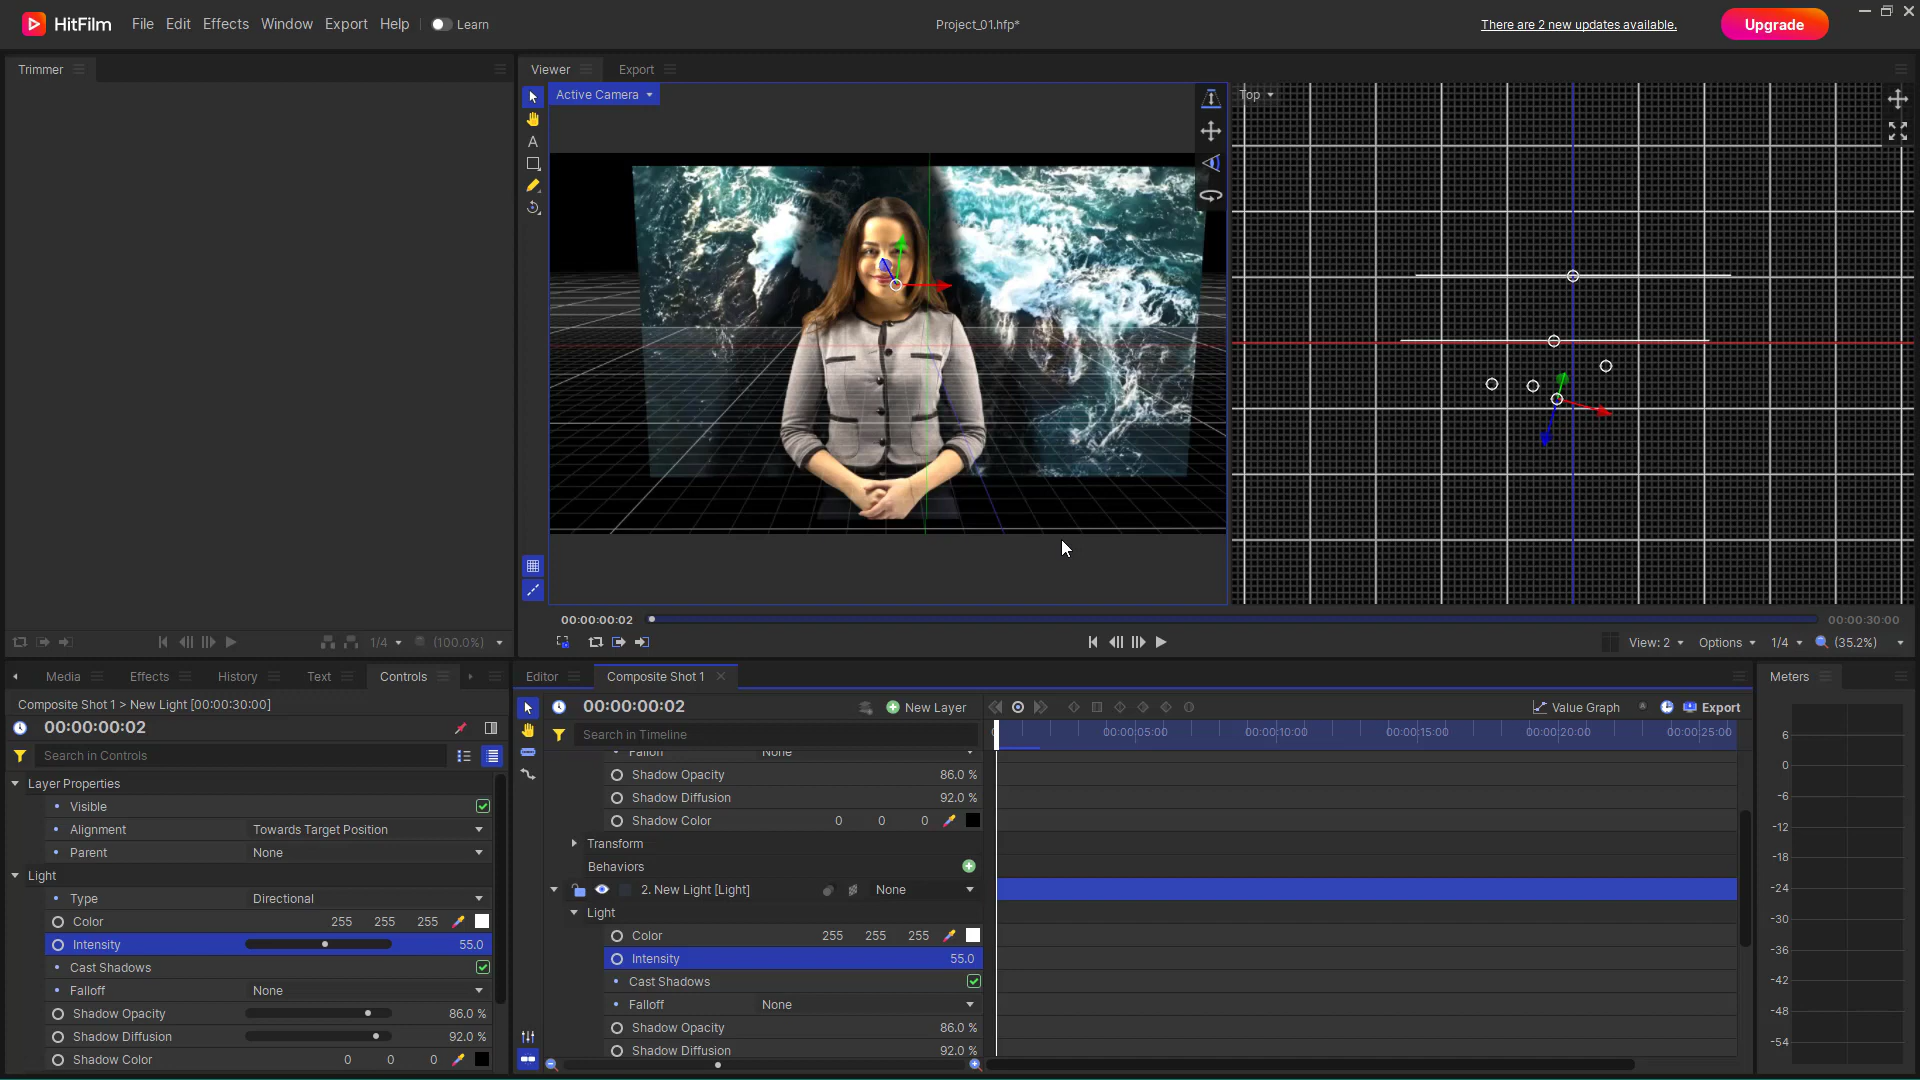 HitFilm File Edit Effects Window Export Help Learn Project_01.hfp* There are 2 new updates available. Upgrade
Trimmer
Viewer Export
Active Camera
A
Top
00:00:00:02 00:00:30:00
1/4 (100.0%)
View: 2 Options 1/4 (35.2%)
Media Effects History Text Controls
Composite Shot 1 > New Light [00:00:30:00]
00:00:00:02
Search in Controls
Layer Properties
Visible
Alignment Towards Target Position
Parent None
Light
Type Directional
Color 255 255 255
Intensity 55.0
Cast Shadows
Falloff None
Shadow Opacity 86.0 %
Shadow Diffusion 92.0 %
Shadow Color 0 0 0
Editor Composite Shot 1
00:00:00:02 New Layer Value Graph Export
Search in Timeline
0 00:00:05:00 00:00:10:00 00:00:15:00 00:00:20:00 00:00:25:00
Falloff None
Shadow Opacity 86.0 %
Shadow Diffusion 92.0 %
Shadow Color 0 0 0
Transform
Behaviors
2. New Light [Light] None
Light
Color 255 255 255
Intensity 55.0
Cast Shadows
Falloff None
Shadow Opacity 86.0 %
Shadow Diffusion 92.0 %
Meters
6
0
-6
-12
-18
-24
-30
-36
-42
-48
-54